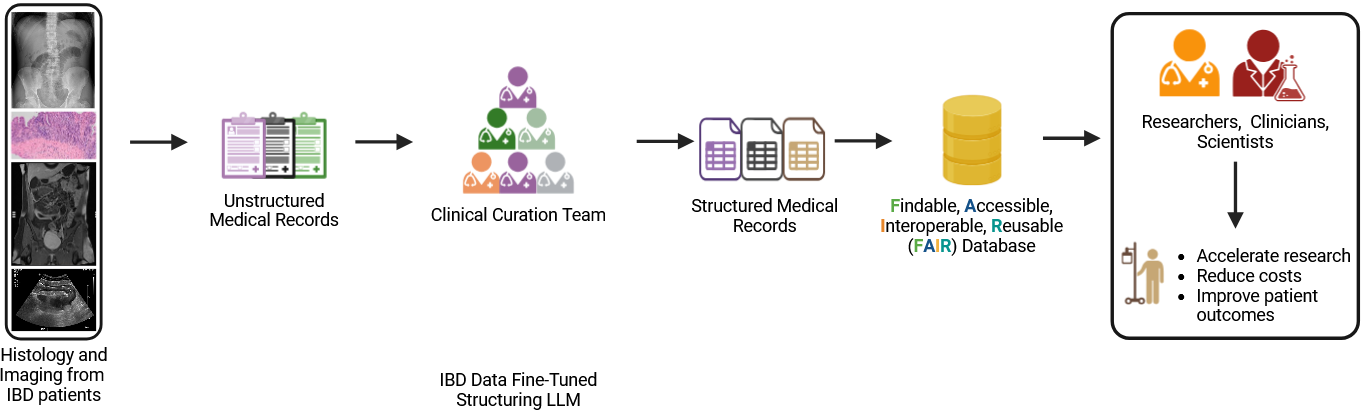 Histology and
Imaging from
IBD patients
Unstructured
Medical Records
Clinical Curation Team
IBD Data Fine-Tuned
Structuring LLM
Structured Medical
Records
Findable, Accessible,
Interoperable, Reusable
(FAIR) Database
Researchers, Clinicians,
Scientists
• Accelerate research
• Reduce costs
• Improve patient
outcomes